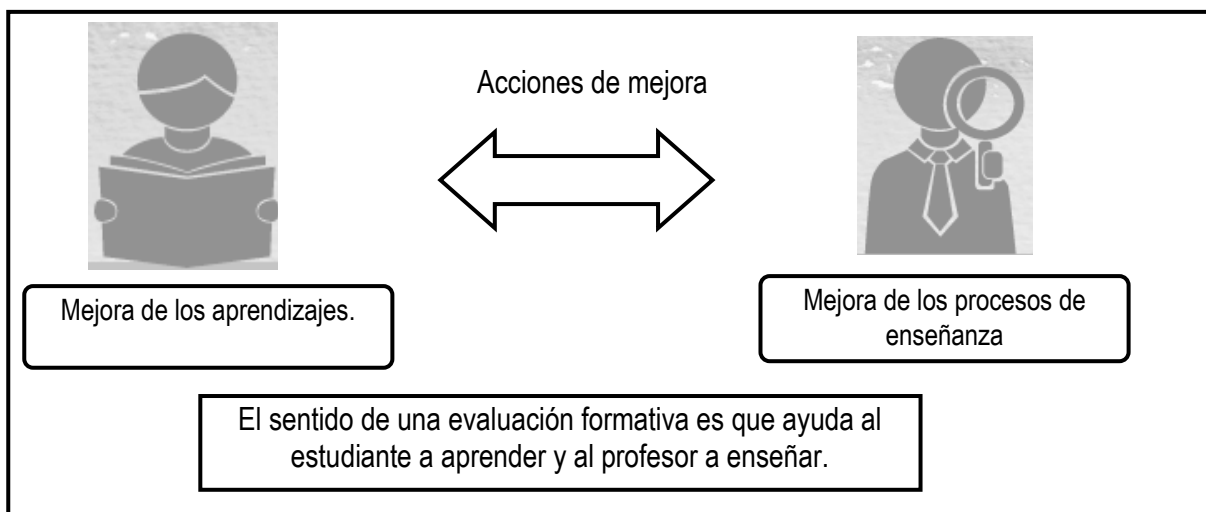 Acciones de mejora
Mejora de los aprendizajes.
Mejora de los procesos de
enseñanza
El sentido de una evaluación formativa es que ayuda al
estudiante a aprender y al profesor a enseñar.